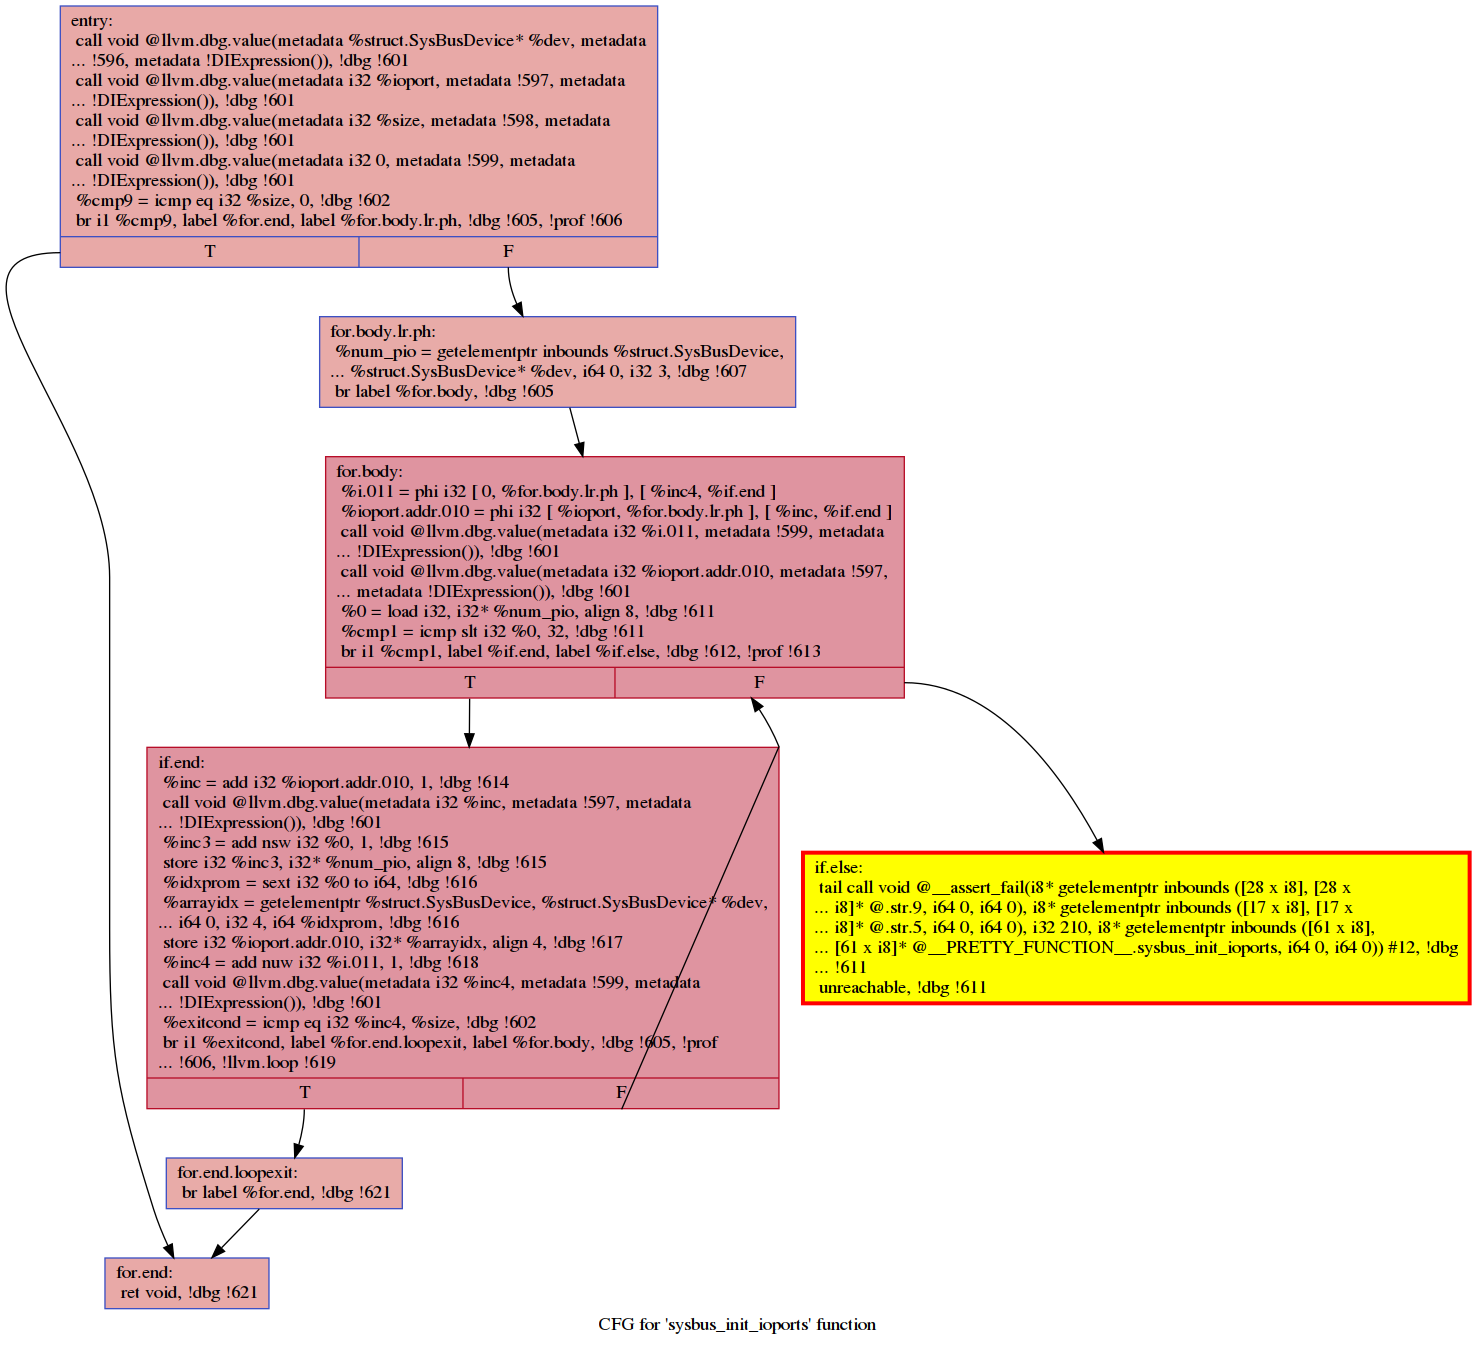 entry:
call void @llvm.dbg.value(metadata %struct.SysBusDevice* %dev, metadata
... !596, metadata !DIExpression()), !dbg !601
call void @llvm.dbg.value(metadata i32 %ioport, metadata !597, metadata
... !DIExpression()), !dbg !601
call void @llvm.dbg.value(metadata i32 %size, metadata !598, metadata
... !DIExpression()), !dbg !601
call void @llvm.dbg.value(metadata i32 0, metadata !599, metadata
... !DIExpression()), !dbg !601
%cmp9 = icmp eq i32 %size, 0, !dbg !602
br i1 %cmp9, label %for.end, label %for.body.lr.ph, !dbg !605, !prof !606
T F
for.body.lr.ph:
%num_pio = getelementptr inbounds %struct.SysBusDevice,
... %struct.SysBusDevice* %dev, i64 0, i32 3, !dbg !607
br label %for.body, !dbg !605
for.body:
%i.011 = phi i32 [ 0, %for.body.lr.ph ], [ %inc4, %if.end ]
%ioport.addr.010 = phi i32 [ %ioport, %for.body.lr.ph ], [ %inc, %if.end ]
call void @llvm.dbg.value(metadata i32 %i.011, metadata !599, metadata
... !DIExpression()), !dbg !601
call void @llvm.dbg.value(metadata i32 %ioport.addr.010, metadata !597,
... metadata !DIExpression()), !dbg !601
%0 = load i32, i32* %num_pio, align 8, !dbg !611
%cmp1 = icmp slt i32 %0, 32, !dbg !611
br i1 %cmp1, label %if.end, label %if.else, !dbg !612, !prof !613
T F
if.end:
%inc = add i32 %ioport.addr.010, 1, !dbg !614
call void @llvm.dbg.value(metadata i32 %inc, metadata !597, metadata
... !DIExpression()), !dbg !601
%inc3 = add nsw i32 %0, 1, !dbg !615
store i32 %inc3, i32* %num_pio, align 8, !dbg !615
%idxprom = sext i32 %0 to i64, !dbg !616
%arrayidx = getelementptr %struct.SysBusDevice, %struct.SysBusDevice* %dev,
... i64 0, i32 4, i64 %idxprom, !dbg !616
store i32 %ioport.addr.010, i32* %arrayidx, align 4, !dbg !617
%inc4 = add nuw i32 %i.011, 1, !dbg !618
call void @llvm.dbg.value(metadata i32 %inc4, metadata !599, metadata
... !DIExpression()), !dbg !601
%exitcond = icmp eq i32 %inc4, %size, !dbg !602
br i1 %exitcond, label %for.end.loopexit, label %for.body, !dbg !605, !prof
... !606, !llvm.loop !619
T F
if.else:
tail call void @__assert_fail(i8* getelementptr inbounds ([28 x i8], [28 x
... i8]* @.str.9, i64 0, i64 0), i8* getelementptr inbounds ([17 x i8], [17 x
... i8]* @.str.5, i64 0, i64 0), i32 210, i8* getelementptr inbounds ([61 x i8],
... [61 x i8]* @__PRETTY_FUNCTION__.sysbus_init_ioports, i64 0, i64 0)) #12, !dbg
... !611
unreachable, !dbg !611
for.end.loopexit:
br label %for.end, !dbg !621
for.end:
ret void, !dbg !621
CFG for 'sysbus_init_ioports' function